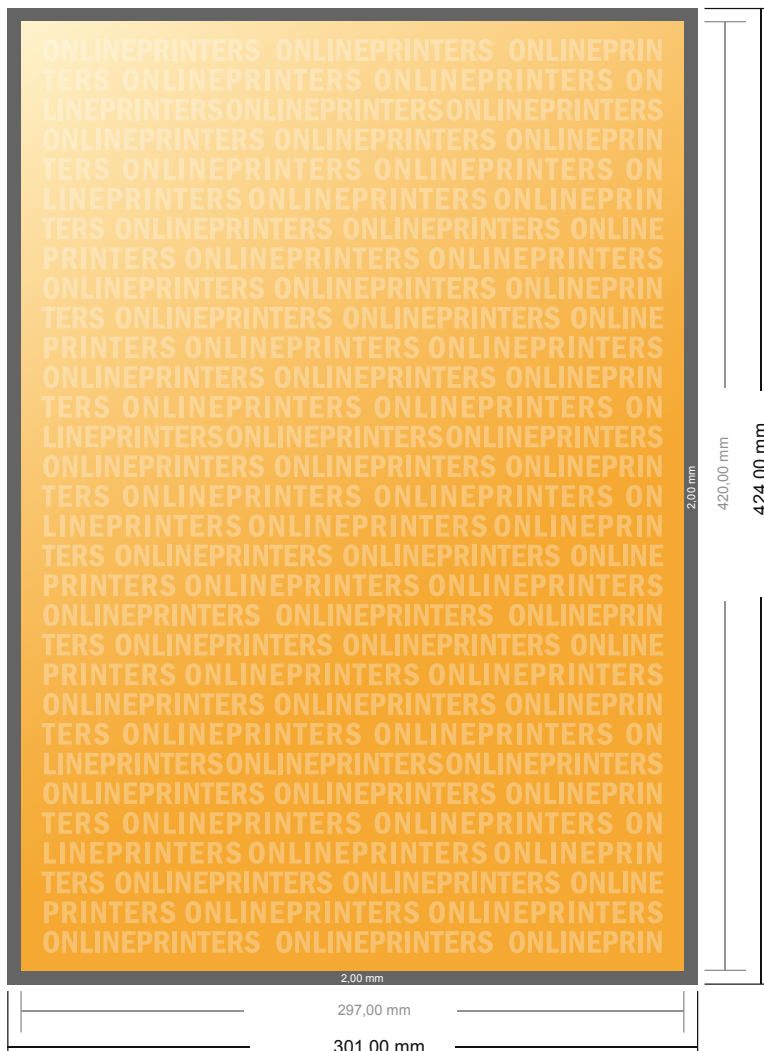 ONLINEPRINTERS ONLINEPRINTERS ONLINEPRIN
TERS ONLINEPRINTERS ONLINEPRINTERS ON
LINEPRINTERSONLINEPRINTERSONLINEPRINTERS
ONLINEPRINTERS ONLINEPRINTERS ONLINEPRIN
TERS ONLINEPRINTERS ONLINEPRINTERS ON
LINEPRINTERS ONLINEPRINTERS ONLINEPRIN
TERS ONLINEPRINTERS ONLINEPRINTERS ONLINE
PRINTERS ONLINEPRINTERS ONLINEPRINTERS
ONLINEPRINTERS ONLINEPRINTERS ONLINEPRIN
TERS ONLINEPRINTERS ONLINEPRINTERS ONLINE
PRINTERS ONLINEPRINTERS ONLINEPRINTERS
ONLINEPRINTERS ONLINEPRINTERS ONLINEPRIN
TERS ONLINEPRINTERS ONLINEPRINTERS ON
LINEPRINTERSONLINEPRINTERSONLINEPRINTERS
ONLINEPRINTERS ONLINEPRINTERS ONLINEPRIN
TERS ONLINEPRINTERS ONLINEPRINTERS ON
LINEPRINTERS ONLINEPRINTERS ONLINEPRIN
TERS ONLINEPRINTERS ONLINEPRINTERS ONLINE
PRINTERS ONLINEPRINTERS ONLINEPRINTERS
ONLINEPRINTERS ONLINEPRINTERS ONLINEPRIN
TERS ONLINEPRINTERS ONLINEPRINTERS ONLINE
PRINTERS ONLINEPRINTERS ONLINEPRINTERS
ONLINEPRINTERS ONLINEPRINTERS ONLINEPRIN
TERS ONLINEPRINTERS ONLINEPRINTERS ON
LINEPRINTERSONLINEPRINTERSONLINEPRINTERS
ONLINEPRINTERS ONLINEPRINTERS ONLINEPRIN
TERS ONLINEPRINTERS ONLINEPRINTERS ON
LINEPRINTERS ONLINEPRINTERS ONLINEPRIN
TERS ONLINEPRINTERS ONLINEPRINTERS ONLINE
PRINTERS ONLINEPRINTERS ONLINEPRINTERS
ONLINEPRINTERS ONLINEPRINTERS ONLINEPRIN
2,00 mm
420,00 mm
424,00 mm
2,00 mm
297,00 mm
301,00 mm